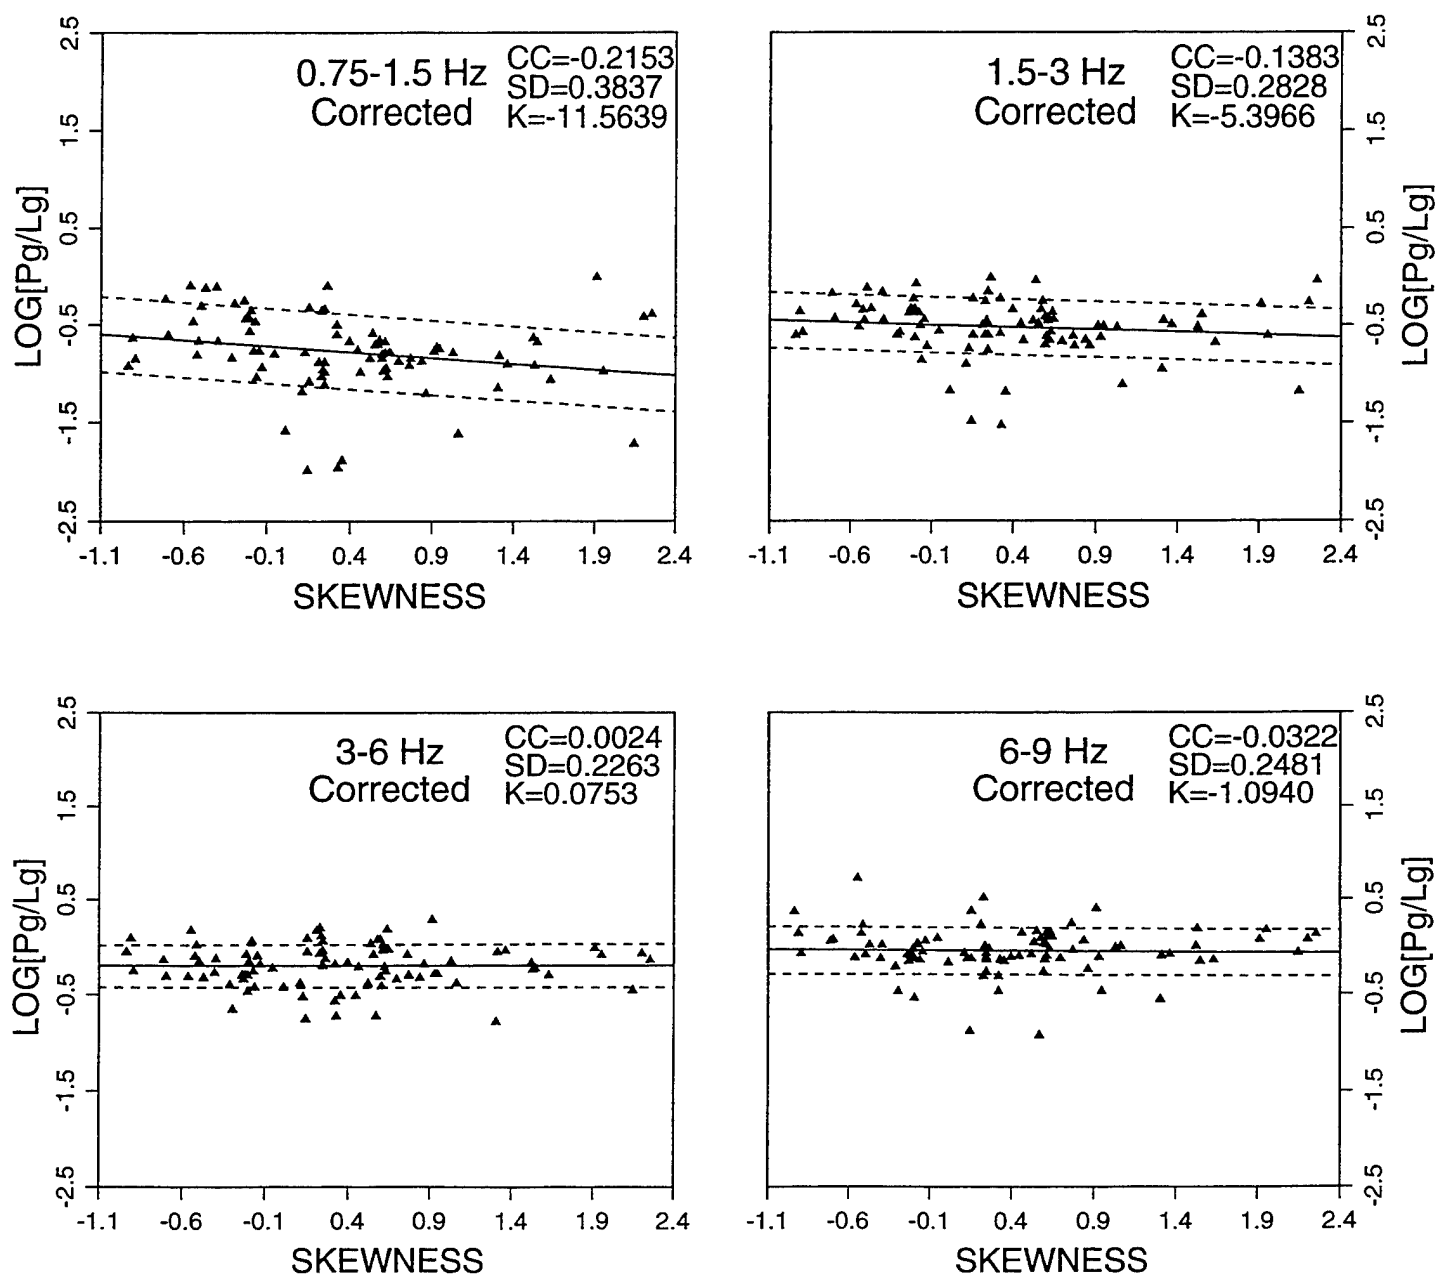 0.75-1.5 Hz
Corrected
CC=-0.2153
SD=0.3837
K=-11.5639
LOG[Pg/Lg]
2.5
1.5
0.5
-0.5
-1.5
-2.5
-1.1 -0.6 -0.1 0.4 0.9 1.4 1.9 2.4
SKEWNESS
1.5-3 Hz
Corrected
CC=-0.1383
SD=0.2828
K=-5.3966
2.5
1.5
0.5
-0.5
-1.5
-2.5
LOG[Pg/Lg]
-1.1 -0.6 -0.1 0.4 0.9 1.4 1.9 2.4
SKEWNESS
3-6 Hz
Corrected
CC=0.0024
SD=0.2263
K=0.0753
LOG[Pg/Lg]
2.5
1.5
0.5
-0.5
-1.5
-2.5
-1.1 -0.6 -0.1 0.4 0.9 1.4 1.9 2.4
SKEWNESS
6-9 Hz
Corrected
CC=-0.0322
SD=0.2481
K=-1.0940
2.5
1.5
0.5
-0.5
-1.5
-2.5
LOG[Pg/Lg]
-1.1 -0.6 -0.1 0.4 0.9 1.4 1.9 2.4
SKEWNESS